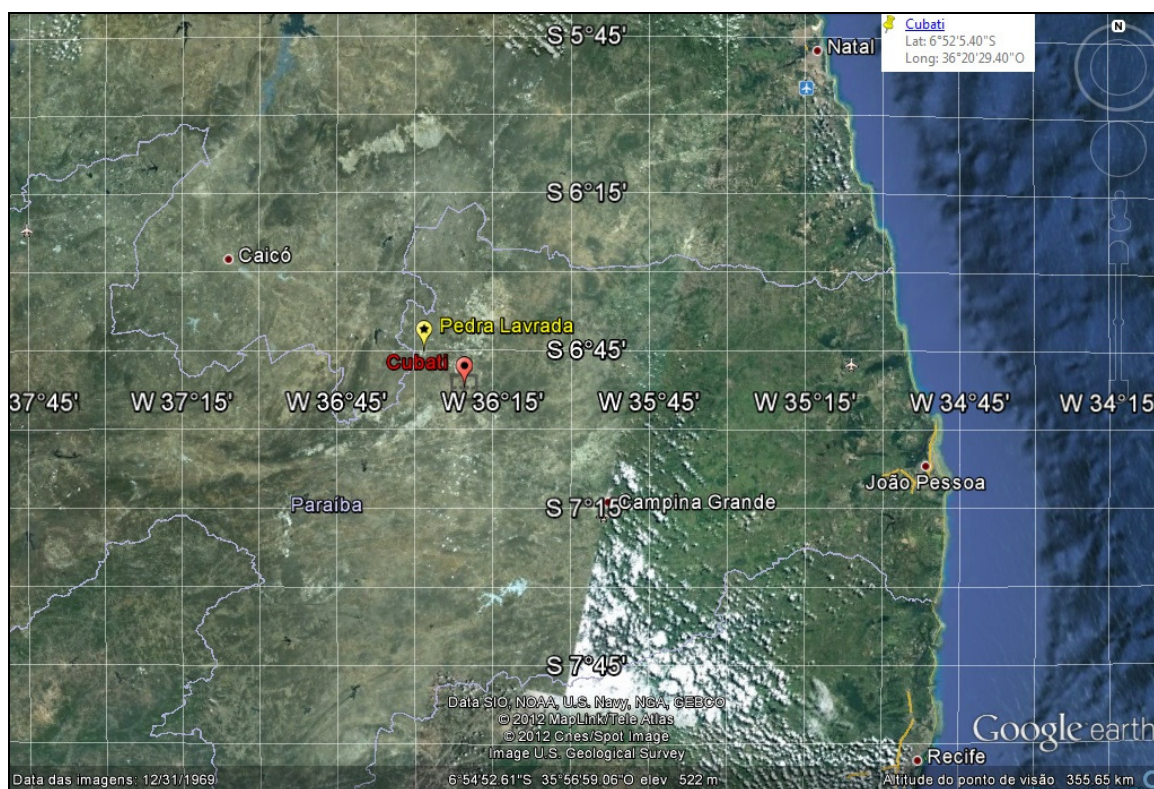 S 5°45'
Natal
Cubati
Lat: 6°52'5.40"S
Long: 36°20'29.40"O
N
S 6°15'
Caicó
Pedra Lavrada
S 6°45'
Cubati
37°45'
W 37°15'
W 36°45'
W 36°15'
W 35°45'
W 35°15'
W 34°45'
W 34°15
João Pessoa
Paraíba
S 7°15'
Campina Grande
S 7°45'
Data SIO, NOAA, U.S. Navy, NGA, GEBCO
© 2012 MapLink/Tele Atlas
© 2012 Cnes/Spot Image
Image U.S. Geological Survey
Google earth
Recife
Data das imagens: 12/31/1969
6°54'52.61"S 35°56'59.06"O elev 522 m
Altitude do ponto de visão 355.65 km